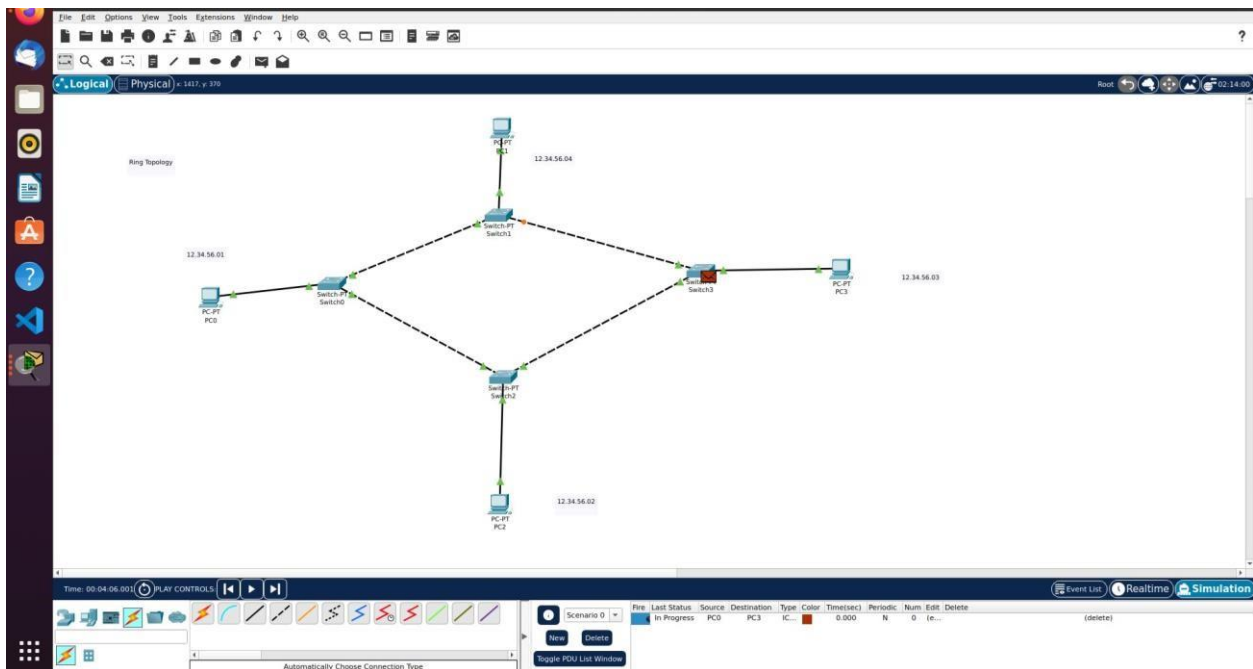 File Edit Options View Tools Extensions Window Help
?
Logical Physical x: 1417, y: 370 Root 02:14:00
PC-PT
PC1
12.34.56.04
Ring Topology
Switch-PT
Switch1
12.34.56.01
Switch3
PC-PT
PC3
12.34.56.03
Switch-PT
Switch0
PC-PT
PC0
Switch-PT
Switch2
12.34.56.02
PC-PT
PC2
Time: 00:04:06.001 PLAY CONTROLS: Event List Realtime Simulation
Scenario 0
New Delete
Toggle PDU List Window
Fire Last Status Source Destination Type Color Time(sec) Periodic Num Edit Delete
In Progress PC0 PC3 IC... 0.000 N 0 (e... (delete)
Automatically Choose Connection Type